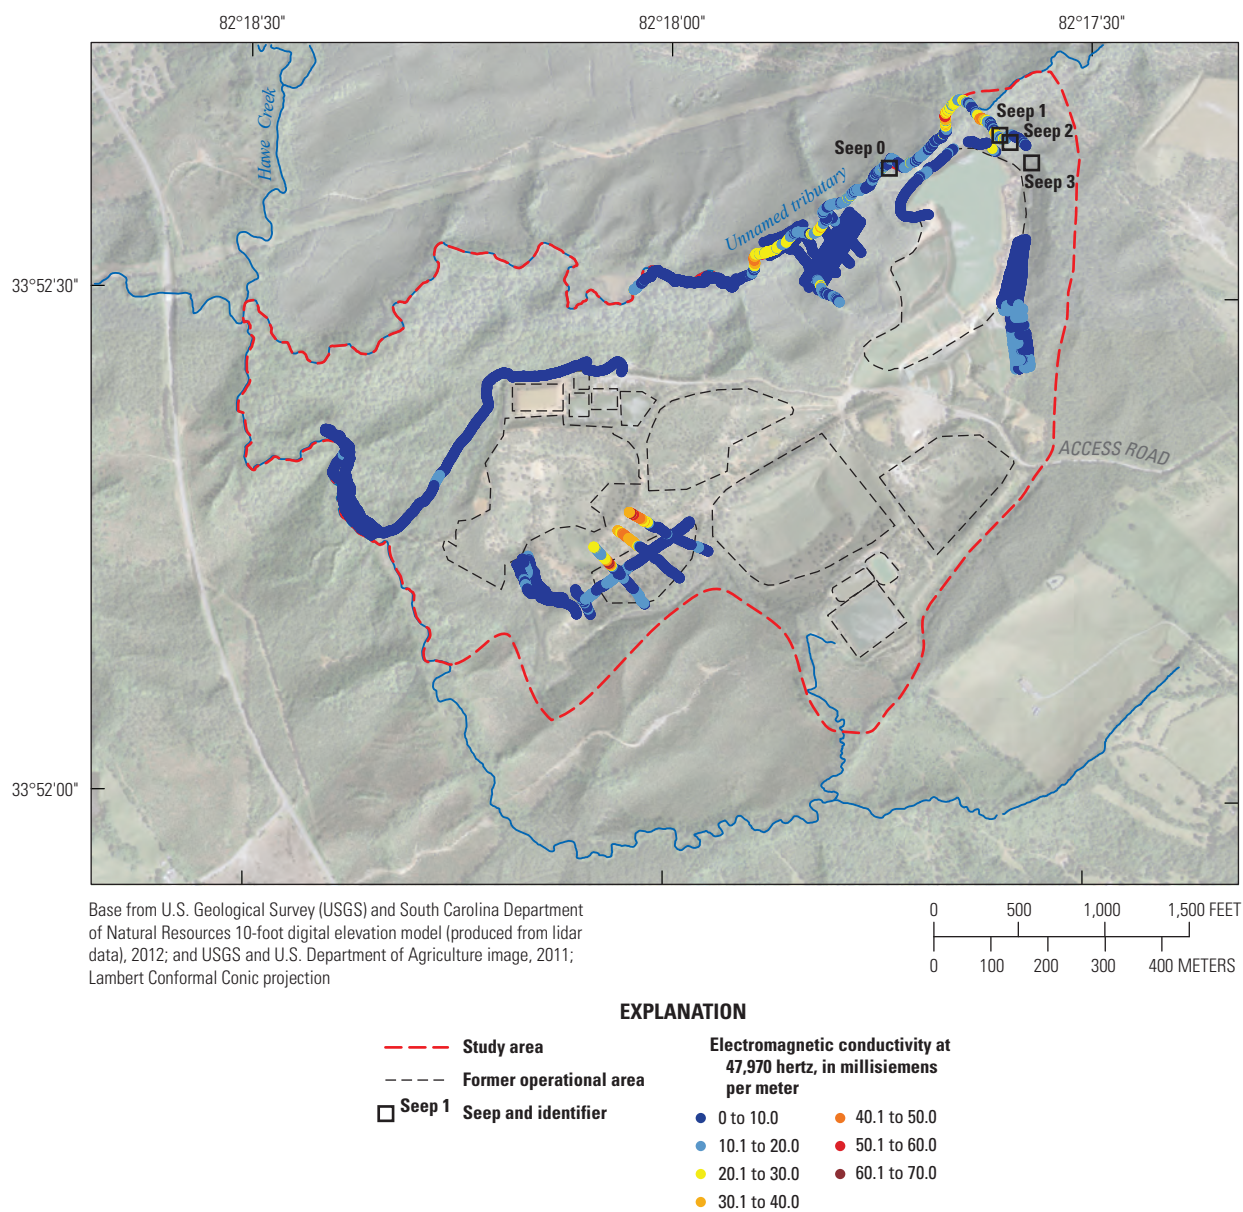 82°18'30"
82°18'00"
82°17'30"
Hawe Creek
Seep 1
Seep 2
Seep 0
Seep 3
Unnamed tributary
33°52'30"
ACCESS ROAD
33°52'00"
Base from U.S. Geological Survey (USGS) and South Carolina Department
of Natural Resources 10-foot digital elevation model (produced from lidar
data), 2012; and USGS and U.S. Department of Agriculture image, 2011;
Lambert Conformal Conic projection
0 500 1,000 1,500 FEET
0 100 200 300 400 METERS
EXPLANATION
Study area
Former operational area
Seep 1 Seep and identifier
Electromagnetic conductivity at
47,970 hertz, in millisiemens
per meter
0 to 10.0
10.1 to 20.0
20.1 to 30.0
30.1 to 40.0
40.1 to 50.0
50.1 to 60.0
60.1 to 70.0